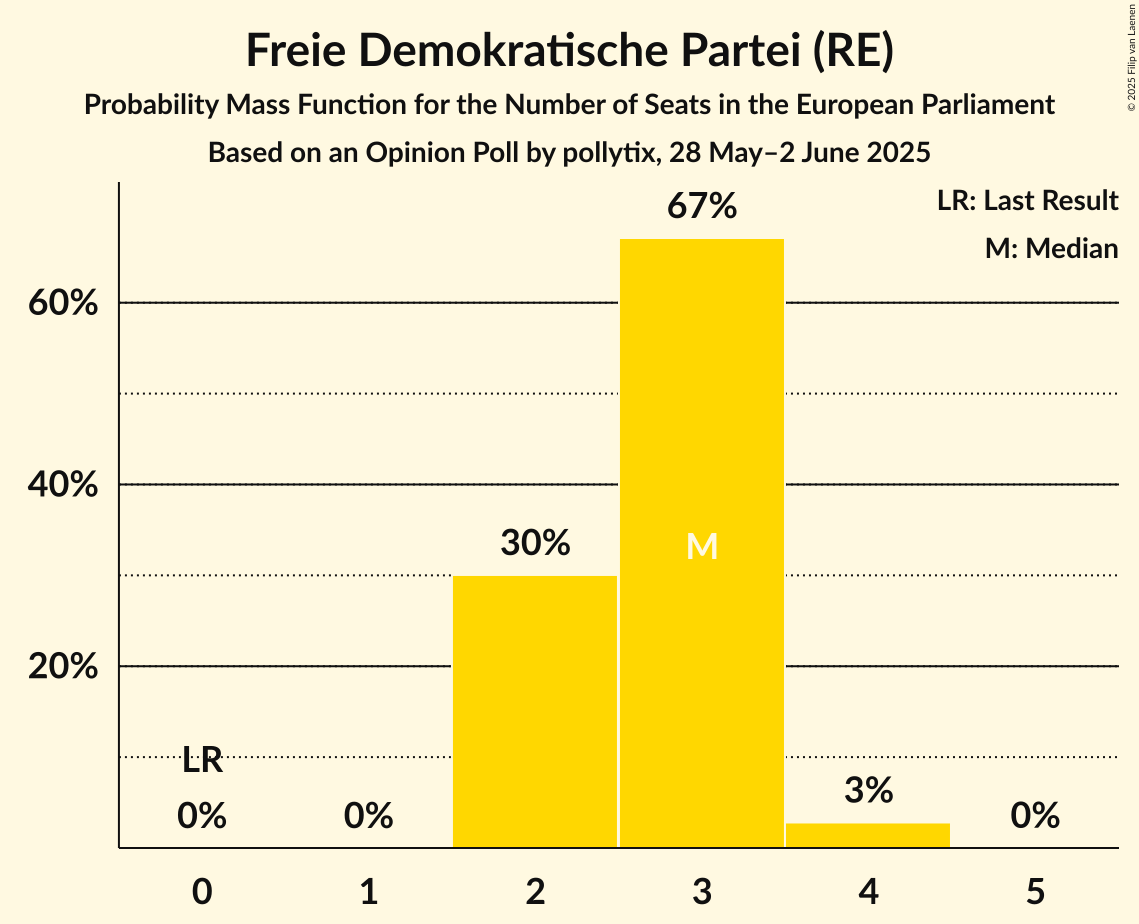 Freie Demokratische Partei (RE)
Probability Mass Function for the Number of Seats in the European Parliament
Based on an Opinion Poll by pollytix, 28 May–2 June 2025
© 2025 Filip van Laenen
LR: Last Result
M: Median
67%
60%
40%
30%
M
20%
LR
0%
0%
3%
0%
0
1
2
3
4
5